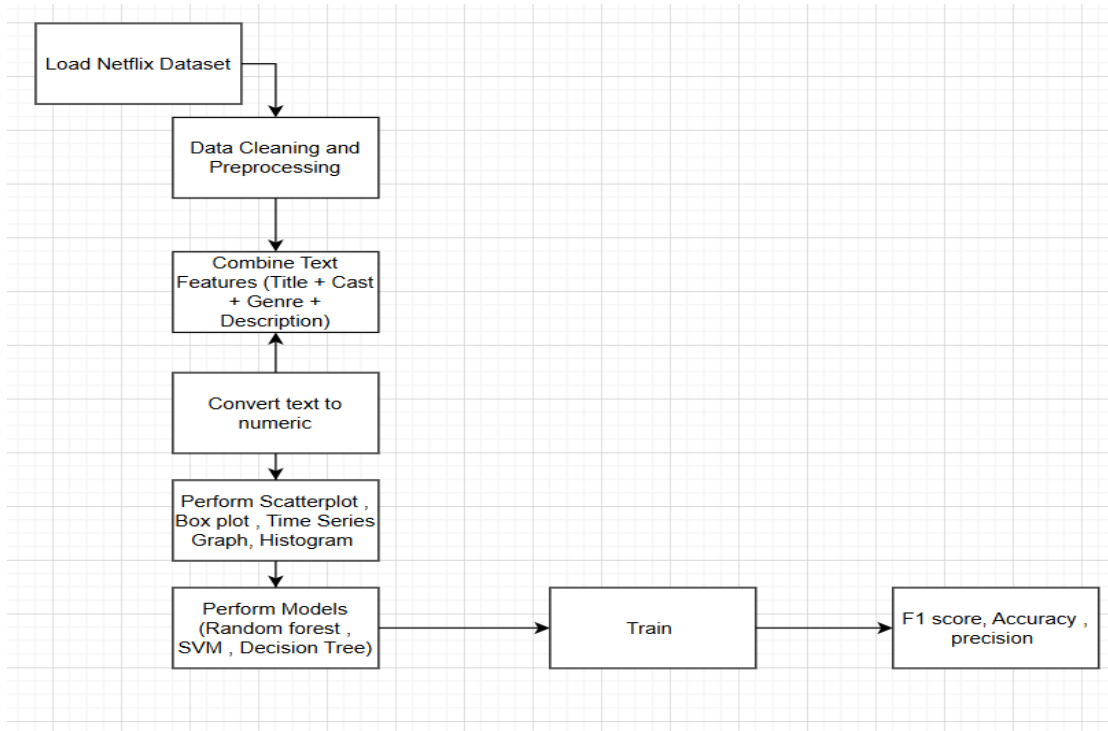 Load Netflix Dataset
Data Cleaning and
Preprocessing
Combine Text
Features (Title + Cast
+ Genre +
Description)
Convert text to
numeric
Perform Scatterplot ,
Box plot , Time Series
Graph, Histogram
Perform Models
(Random forest ,
SVM , Decision Tree)
Train
F1 score, Accuracy ,
precision